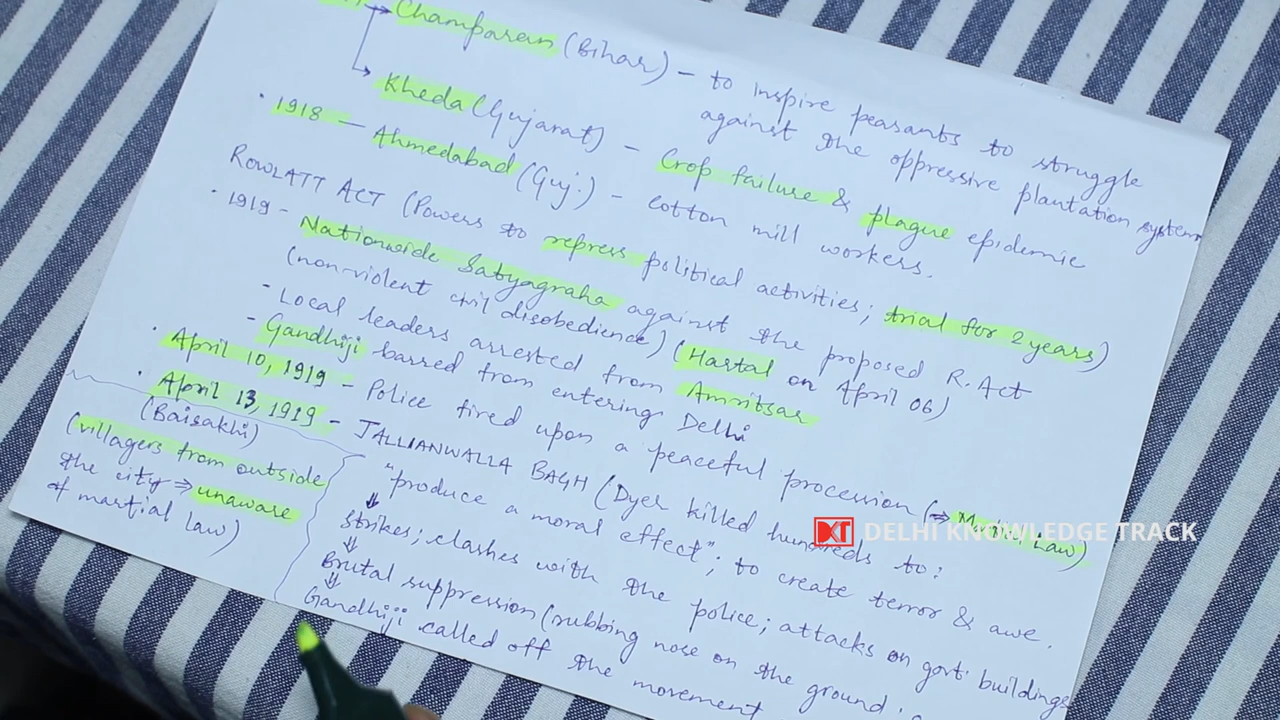 Champaran (Bihar) - to inspire peasants to struggle
against the oppressive plantation system
Kheda (Gujarat) - Crop failure & plague epidemic
• 1918 - Ahmedabad (Guj.) - cotton mill workers.
ROWLATT ACT (Powers to repress political activities; trial for 2 years)
• 1919 - Nationwide Satyagraha against the proposed R. Act
(non-violent civil disobedience) (Hartal on April 06)
- Local leaders arrested from Amritsar
- Gandhiji barred from entering Delhi
• April 10, 1919 - Police fired upon a peaceful procession (⇒ Martial Law)
• April 13, 1919 - JALLIANWALLA BAGH (Dyer killed hundreds to:
(Baisakhi)
"produce a moral effect"; to create terror & awe.
(villagers from outside
the city ⇒ unaware
of martial law)
⇓
Strikes; clashes with the police; attacks on govt. buildings
⇓
Brutal suppression (rubbing nose on the ground
⇓
Gandhiji called off the movement
DKT DELHI KNOWLEDGE TRACK